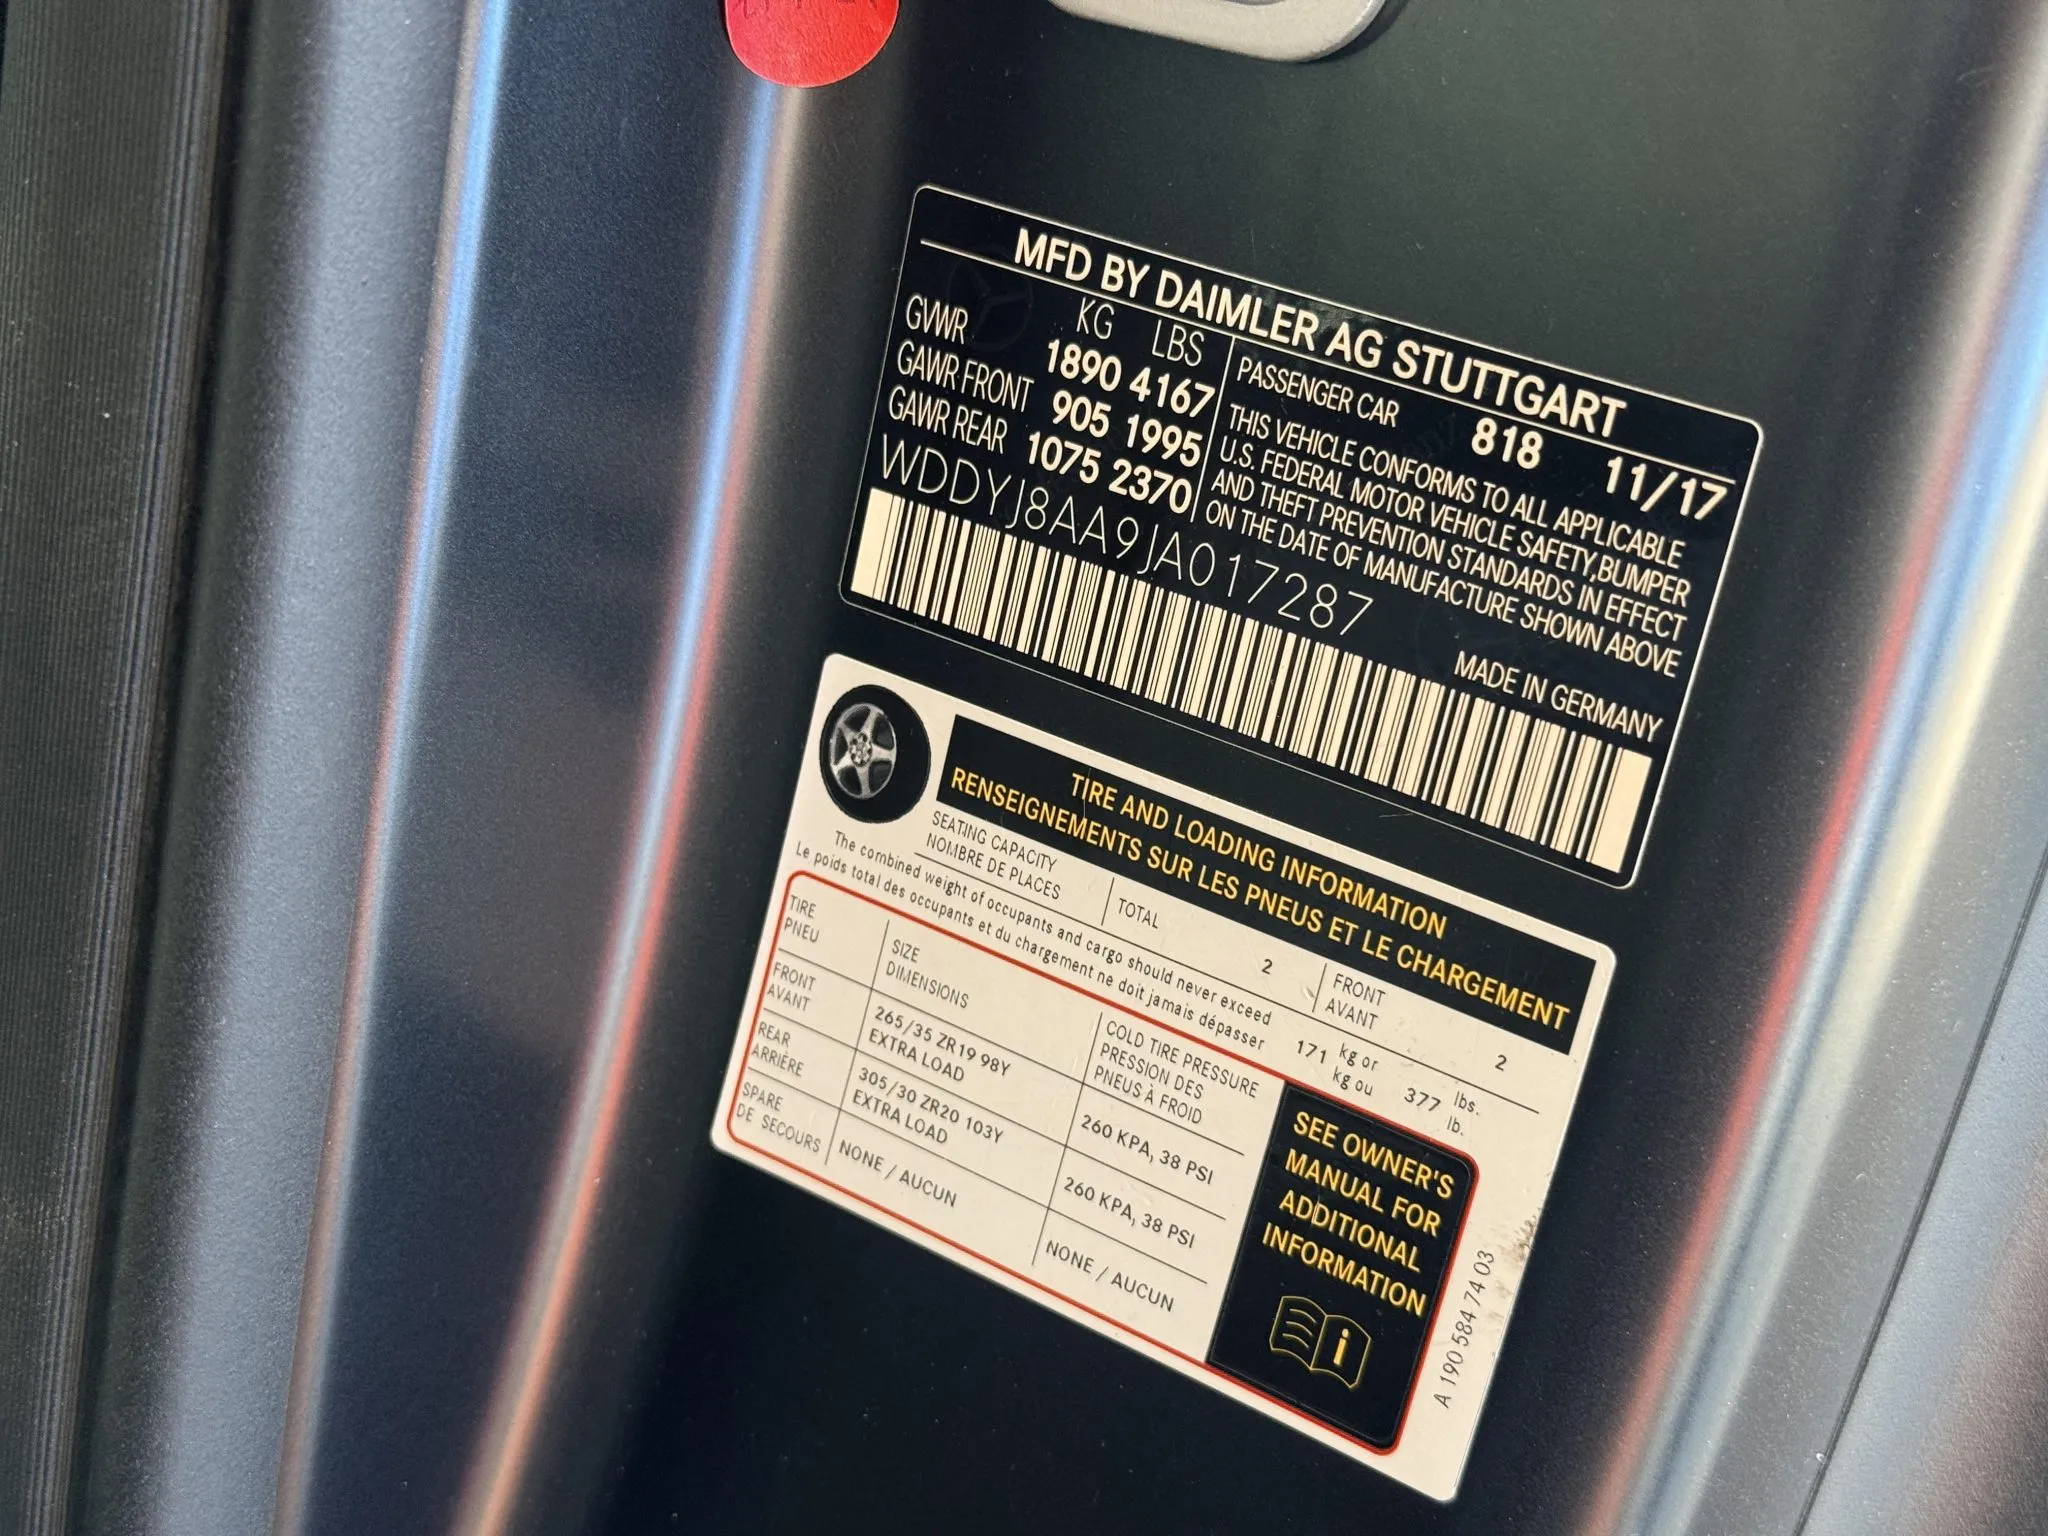 MFD BY DAIMLER AG STUTTGART
KG LBS
GVWR 1890 4167
GAWR FRONT 905 1995
GAWR REAR 1075 2370
PASSENGER CAR 818 11/17
THIS VEHICLE CONFORMS TO ALL APPLICABLE
U.S. FEDERAL MOTOR VEHICLE SAFETY,BUMPER
AND THEFT PREVENTION STANDARDS IN EFFECT
ON THE DATE OF MANUFACTURE SHOWN ABOVE
WDDYJ8AA9JA017287
MADE IN GERMANY
TIRE AND LOADING INFORMATION
RENSEIGNEMENTS SUR LES PNEUS ET LE CHARGEMENT
SEATING CAPACITY
NOMBRE DE PLACES
TOTAL 2
FRONT
AVANT 2
The combined weight of occupants and cargo should never exceed 171 kg or 377 lbs.
Le poids total des occupants et du chargement ne doit jamais dépasser kg ou lb.
TIRE
PNEU
SIZE
DIMENSIONS
COLD TIRE PRESSURE
PRESSION DES
PNEUS À FROID
FRONT
AVANT
265/35 ZR19 98Y
EXTRA LOAD
260 KPA, 38 PSI
REAR
ARRIÈRE
305/30 ZR20 103Y
EXTRA LOAD
260 KPA, 38 PSI
SPARE
DE SECOURS
NONE / AUCUN
NONE / AUCUN
SEE OWNER'S
MANUAL FOR
ADDITIONAL
INFORMATION
A 190 584 74 03